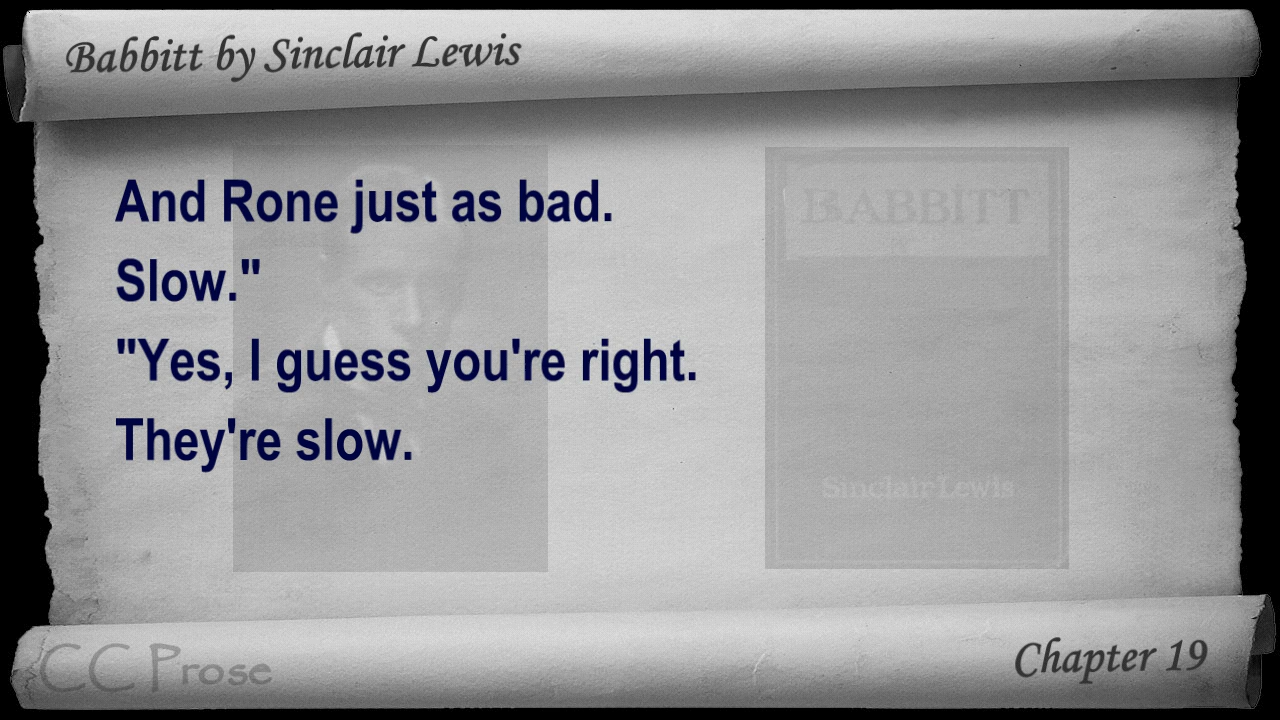 Babbitt by Sinclair Lewis
And Rone just as bad.
Slow."
"Yes, I guess you're right.
They're slow.
BABBITT
Sinclair Lewis
CC Prose
Chapter 19